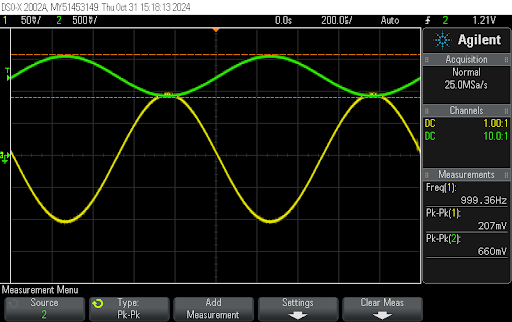 DSO-X 2002A, MY51453149: Thu Oct 31 15:18:13 2024
1 50mV/ 2 500mV/ 0.0s 200.0us/ Auto 2 1.21V
Agilent
Acquisition
Normal
25.0MSa/s
Channels
DC 1.00:1
DC 10.0:1
Measurements
Freq(1):
999.36Hz
Pk-Pk(1):
207mV
Pk-Pk(2):
660mV
Measurement Menu
Source
2
Type:
Pk-Pk
Add
Measurement
Settings
Clear Meas